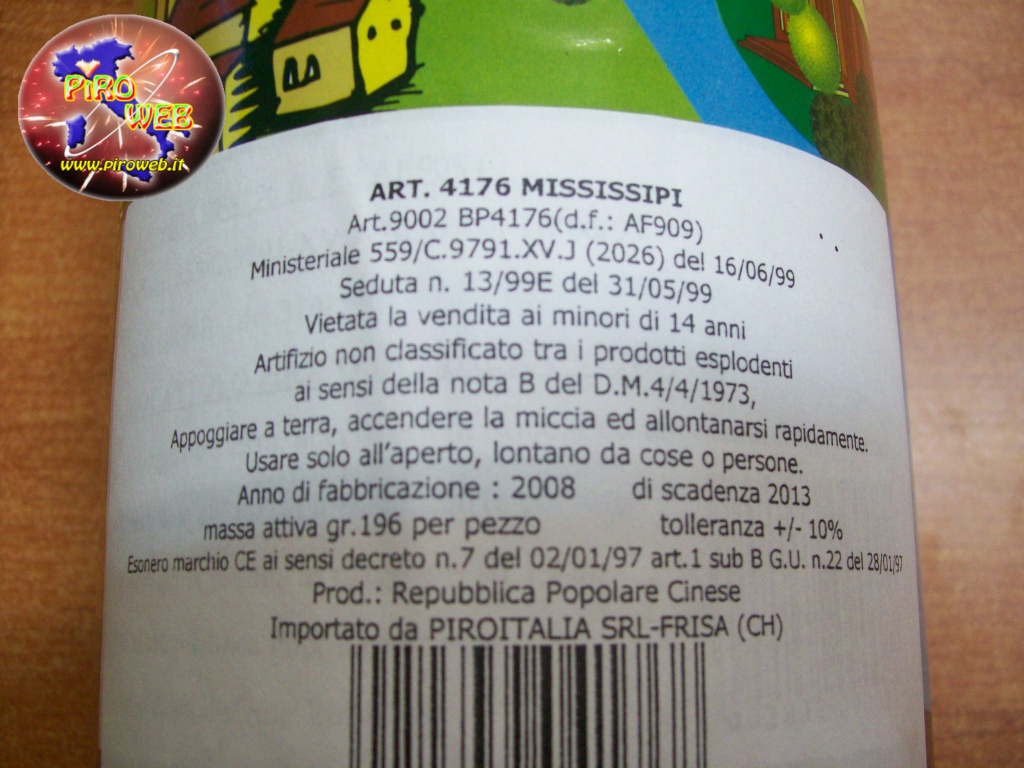 PiRO
WEB
www.piroweb.it
ART. 4176 MISSISSIPI
Art.9002 BP4176(d.f.: AF909)
Ministeriale 559/C.9791.XV.J (2026) del 16/06/99
Seduta n. 13/99E del 31/05/99
Vietata la vendita ai minori di 14 anni
Artifizio non classificato tra i prodotti esplodenti
ai sensi della nota B del D.M.4/4/1973,
Appoggiare a terra, accendere la miccia ed allontanarsi rapidamente.
Usare solo all'aperto, lontano da cose o persone.
Anno di fabbricazione : 2008 di scadenza 2013
massa attiva gr.196 per pezzo tolleranza +/- 10%
Esonero marchio CE ai sensi decreto n.7 del 02/01/97 art.1 sub B G.U. n.22 del 28/01/97
Prod.: Repubblica Popolare Cinese
Importato da PIROITALIA SRL-FRISA (CH)